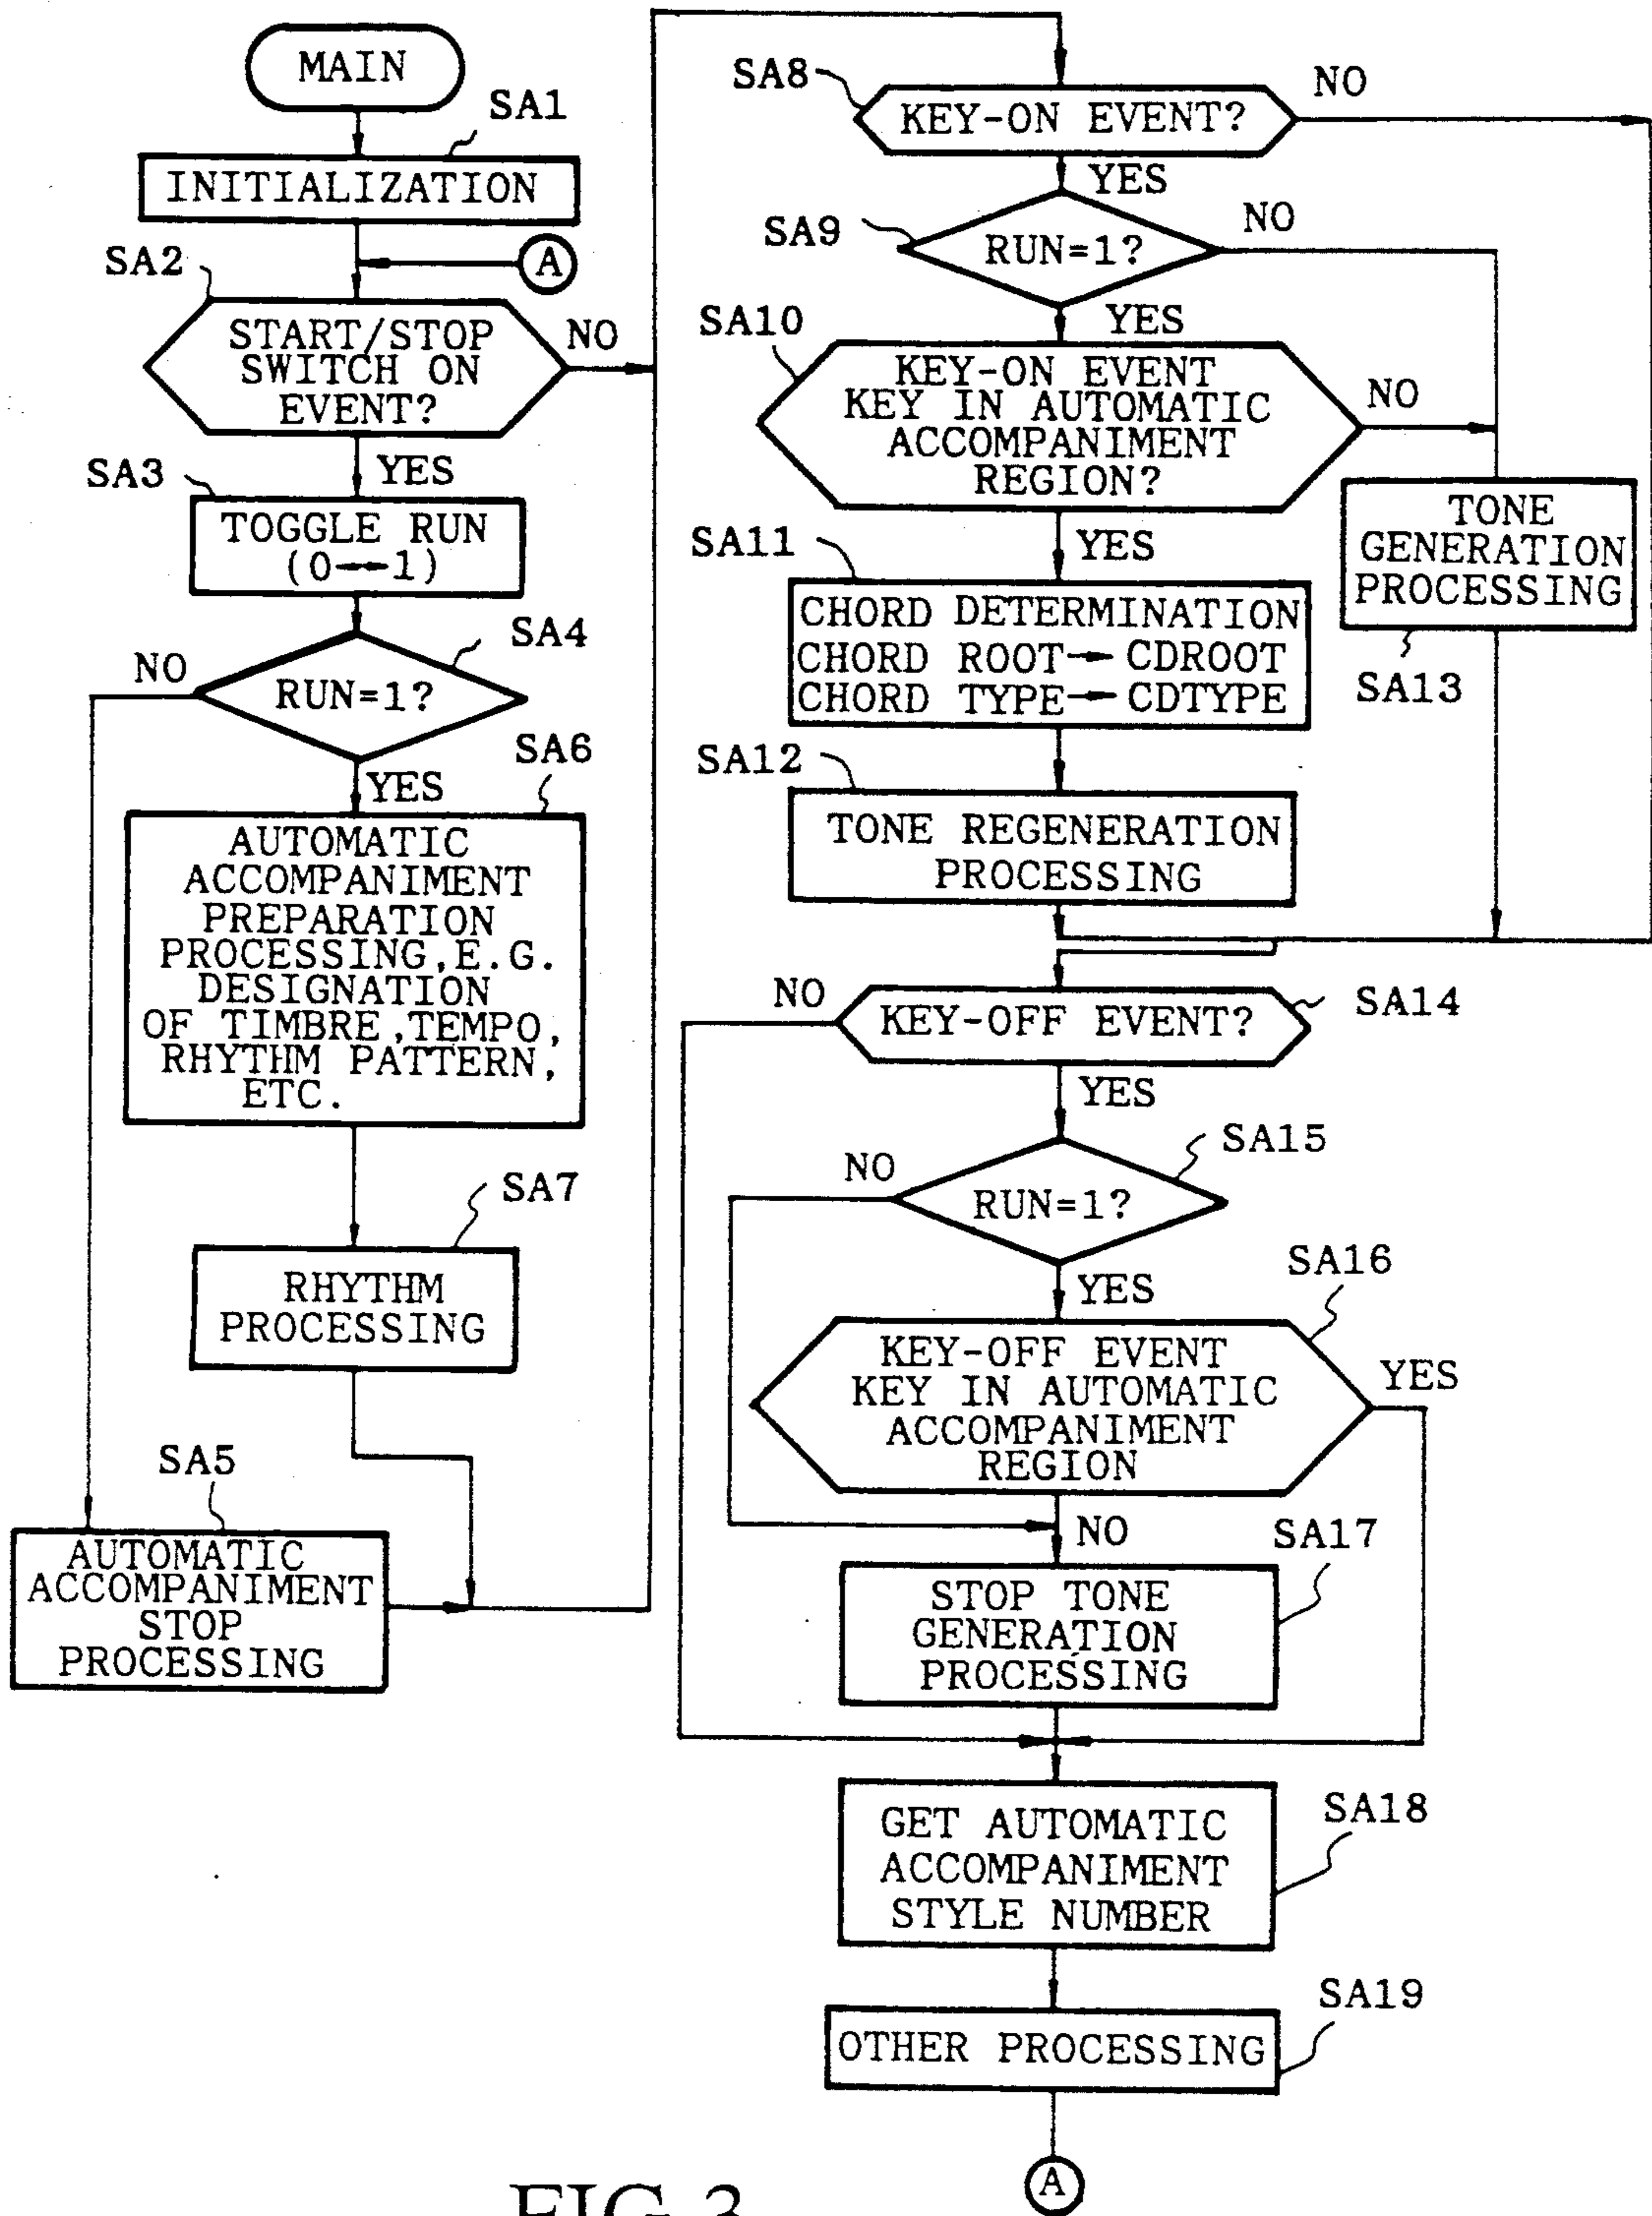 MAIN
SA1
INITIALIZATION
A
SA2
START/STOP
SWITCH ON
EVENT?
NO
YES
SA3
TOGGLE RUN
(0↔1)
SA4
NO
RUN=1?
YES
SA6
AUTOMATIC
ACCOMPANIMENT
PREPARATION
PROCESSING,E.G.
DESIGNATION
OF TIMBRE,TEMPO,
RHYTHM PATTERN,
ETC.
SA7
RHYTHM
PROCESSING
SA5
AUTOMATIC
ACCOMPANIMENT
STOP
PROCESSING
SA8
KEY-ON EVENT?
NO
YES
SA9
RUN=1?
NO
YES
SA10
KEY-ON EVENT
KEY IN AUTOMATIC
ACCOMPANIMENT
REGION?
NO
YES
TONE
GENERATION
PROCESSING
SA13
SA11
CHORD DETERMINATION
CHORD ROOT→ CDROOT
CHORD TYPE→ CDTYPE
SA12
TONE REGENERATION
PROCESSING
NO
KEY-OFF EVENT?
SA14
YES
SA15
NO
RUN=1?
YES
SA16
KEY-OFF EVENT
KEY IN AUTOMATIC
ACCOMPANIMENT
REGION
YES
NO
SA17
STOP TONE
GENERATION
PROCESSING
SA18
GET AUTOMATIC
ACCOMPANIMENT
STYLE NUMBER
SA19
OTHER PROCESSING
A
FIG.3